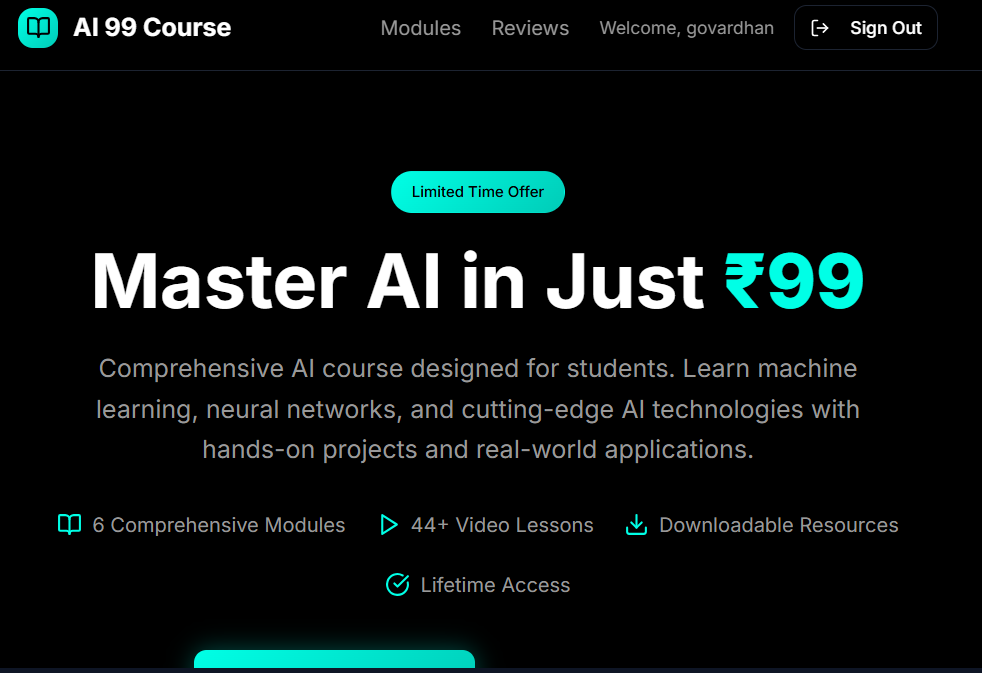 AI 99 Course
Modules
Reviews
Welcome, govardhan
Sign Out
Limited Time Offer
Master AI in Just ₹99
Comprehensive AI course designed for students. Learn machine
learning, neural networks, and cutting-edge AI technologies with
hands-on projects and real-world applications.
6 Comprehensive Modules
44+ Video Lessons
Downloadable Resources
Lifetime Access